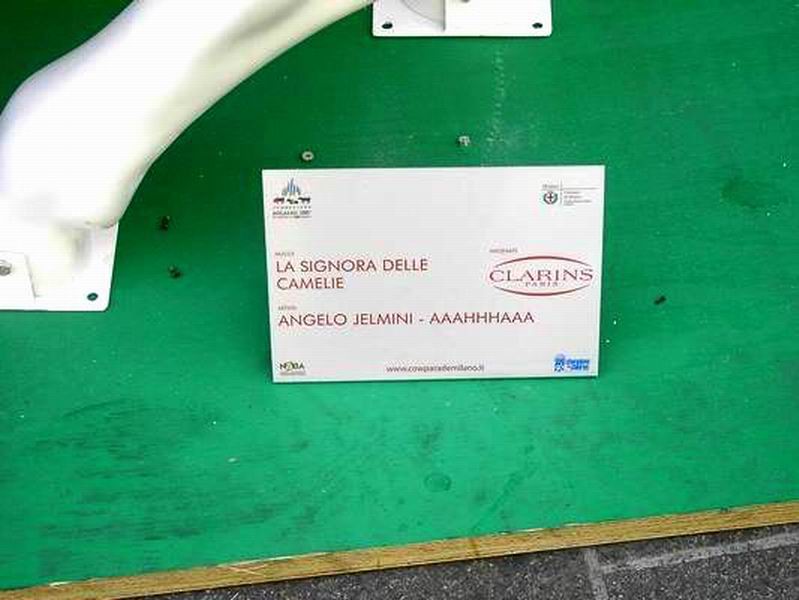 LA SIGNORA DELLE
CLARINS
PARIS
CAMELIE
ANGELO JELMINI - AAAHHHAAA
www.cowparademilano.it